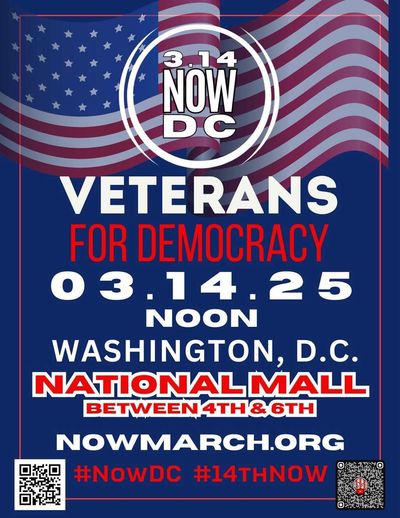 3.14
NOW
DC
VETERANS
FOR DEMOCRACY
03.14.25
NOON
WASHINGTON, D.C.
NATIONAL MALL
BETWEEN 4TH & 6TH
NOWMARCH.ORG
#NOWDC #14THNOW